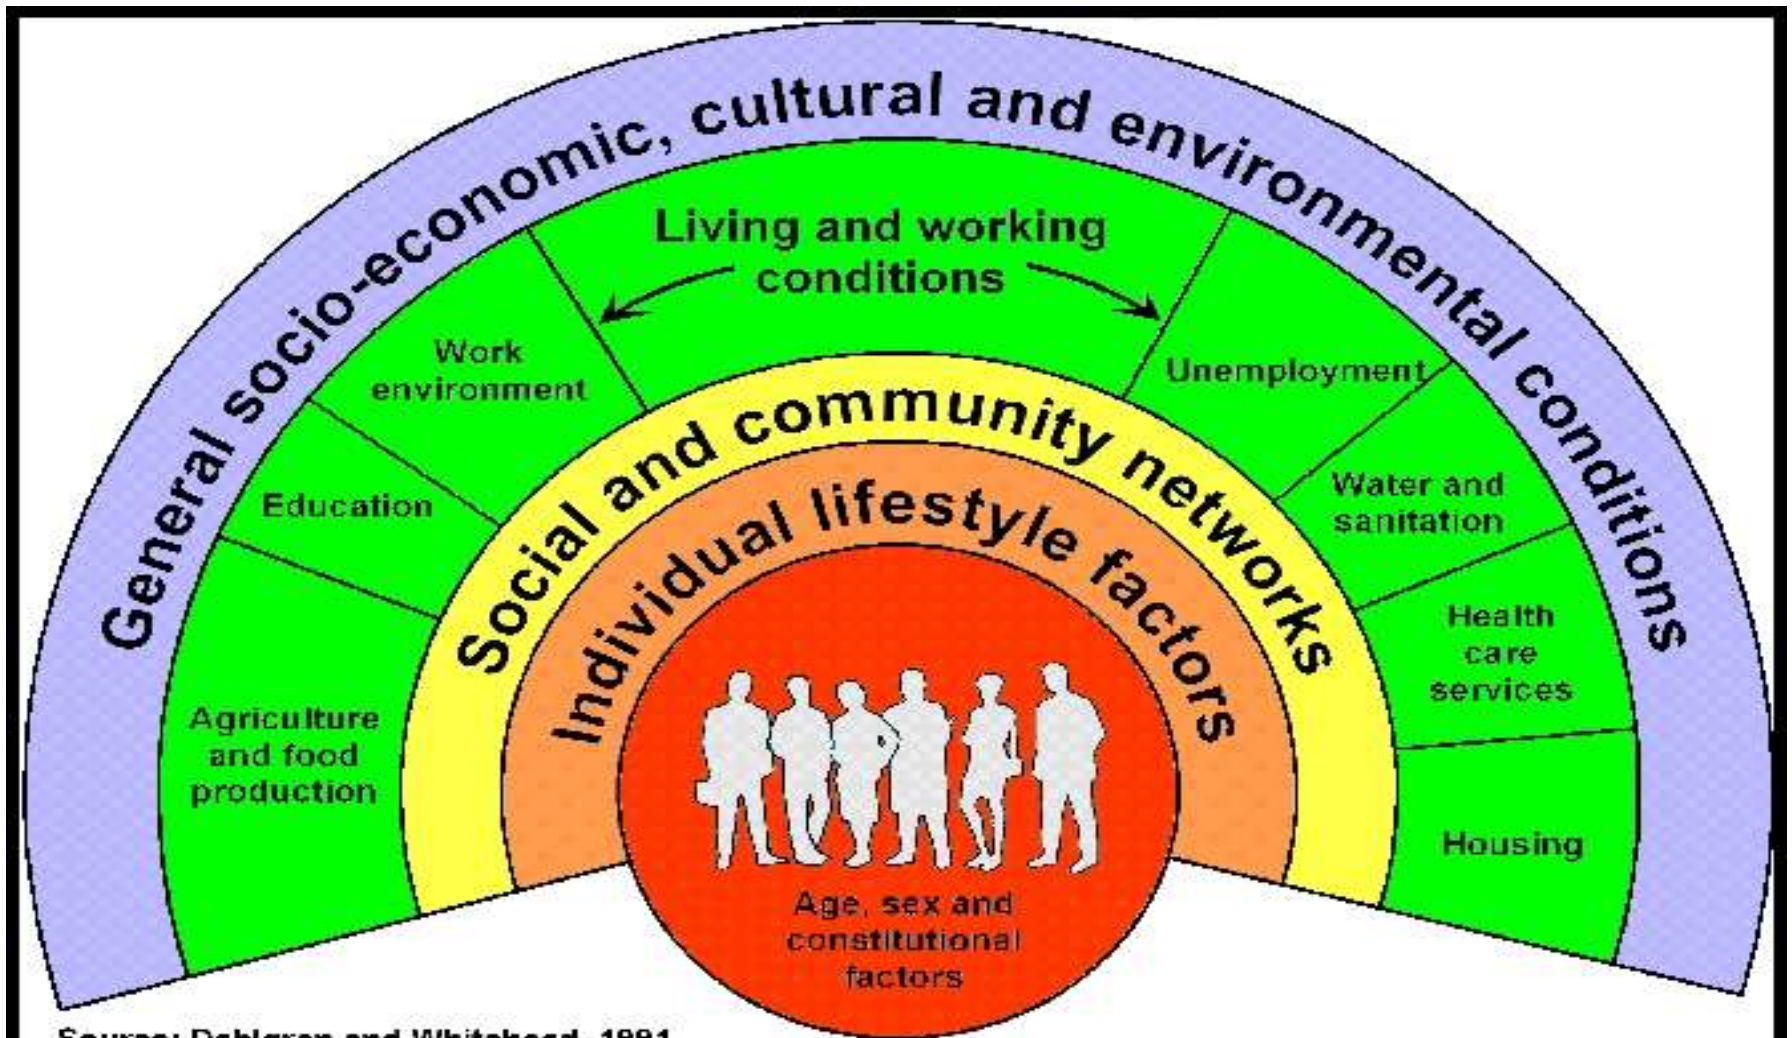 General socio-economic, cultural and environmental conditions
Living and working
conditions
Work
environment
Unemployment
Education
Water and
sanitation
Agriculture
and food
production
Health
care
services
Housing
Social and community networks
Individual lifestyle factors
Age, sex and
constitutional
factors
Source: Dahlgren and Whitehead, 1991